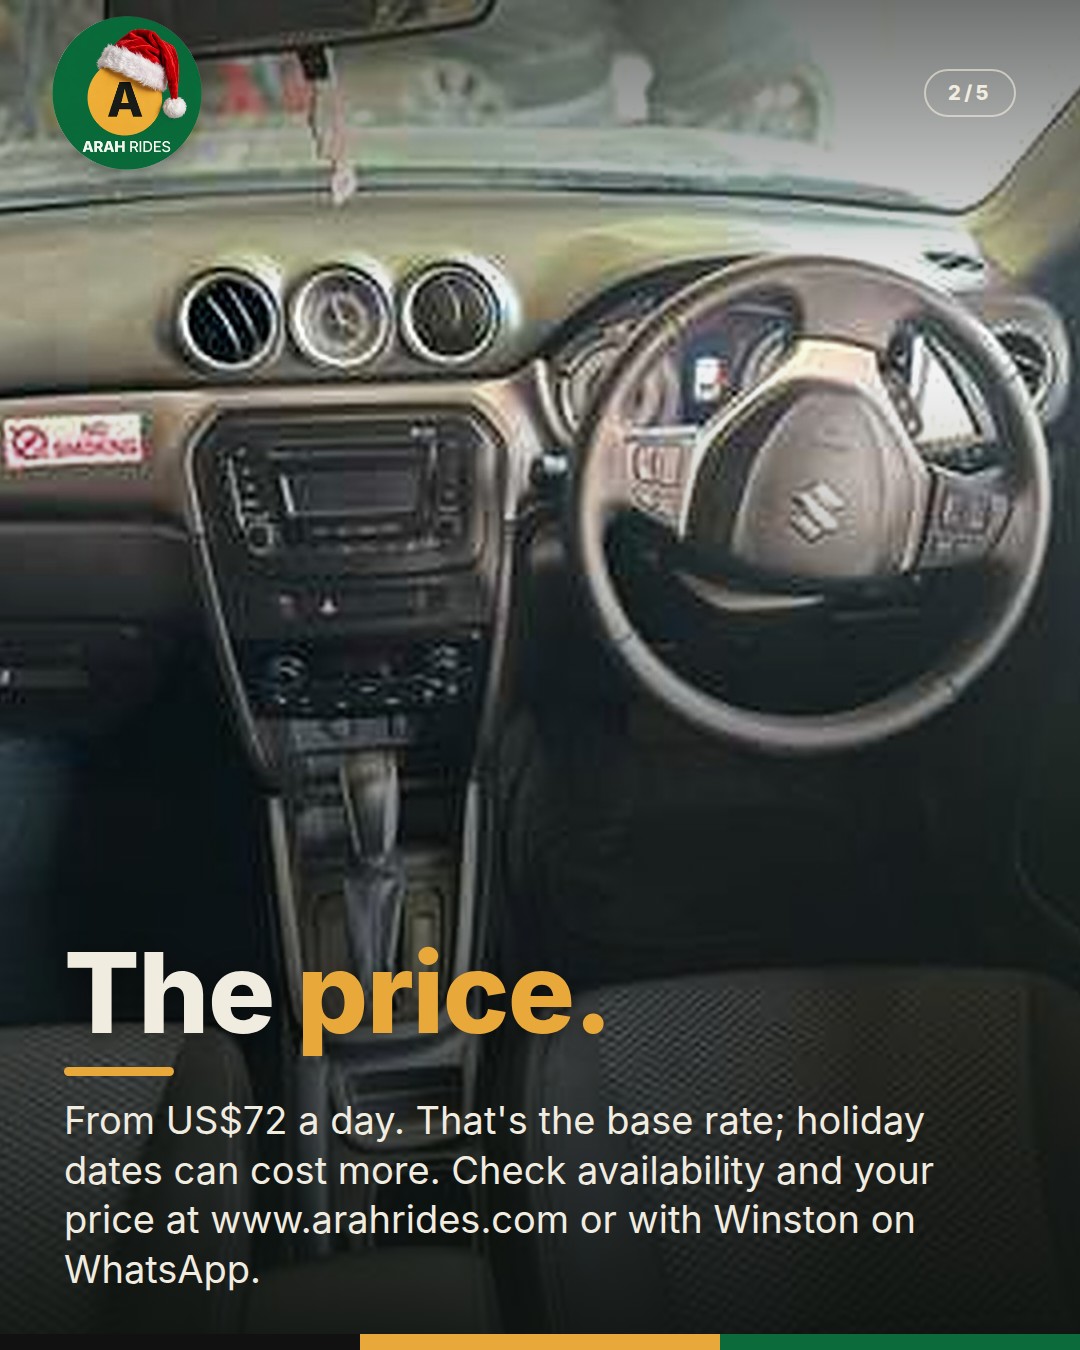 A
ARAH RIDES
2/5
NO
SMOKING
The price.
From US$72 a day. That's the base rate; holiday
dates can cost more. Check availability and your
price at www.arahrides.com or with Winston on
WhatsApp.